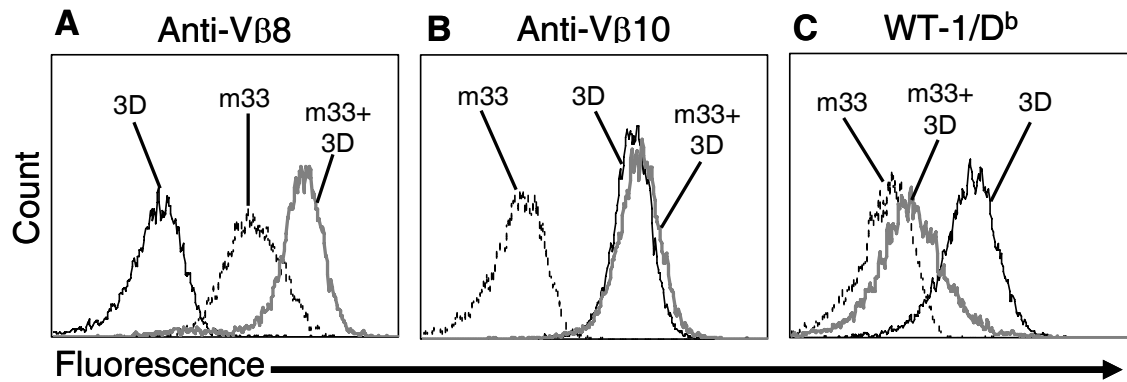 A Anti-Vβ8
3D
m33
m33+
3D
B Anti-Vβ10
m33
3D
m33+
3D
C WT-1/Dᵇ
m33
m33+
3D
3D
Count
Fluorescence